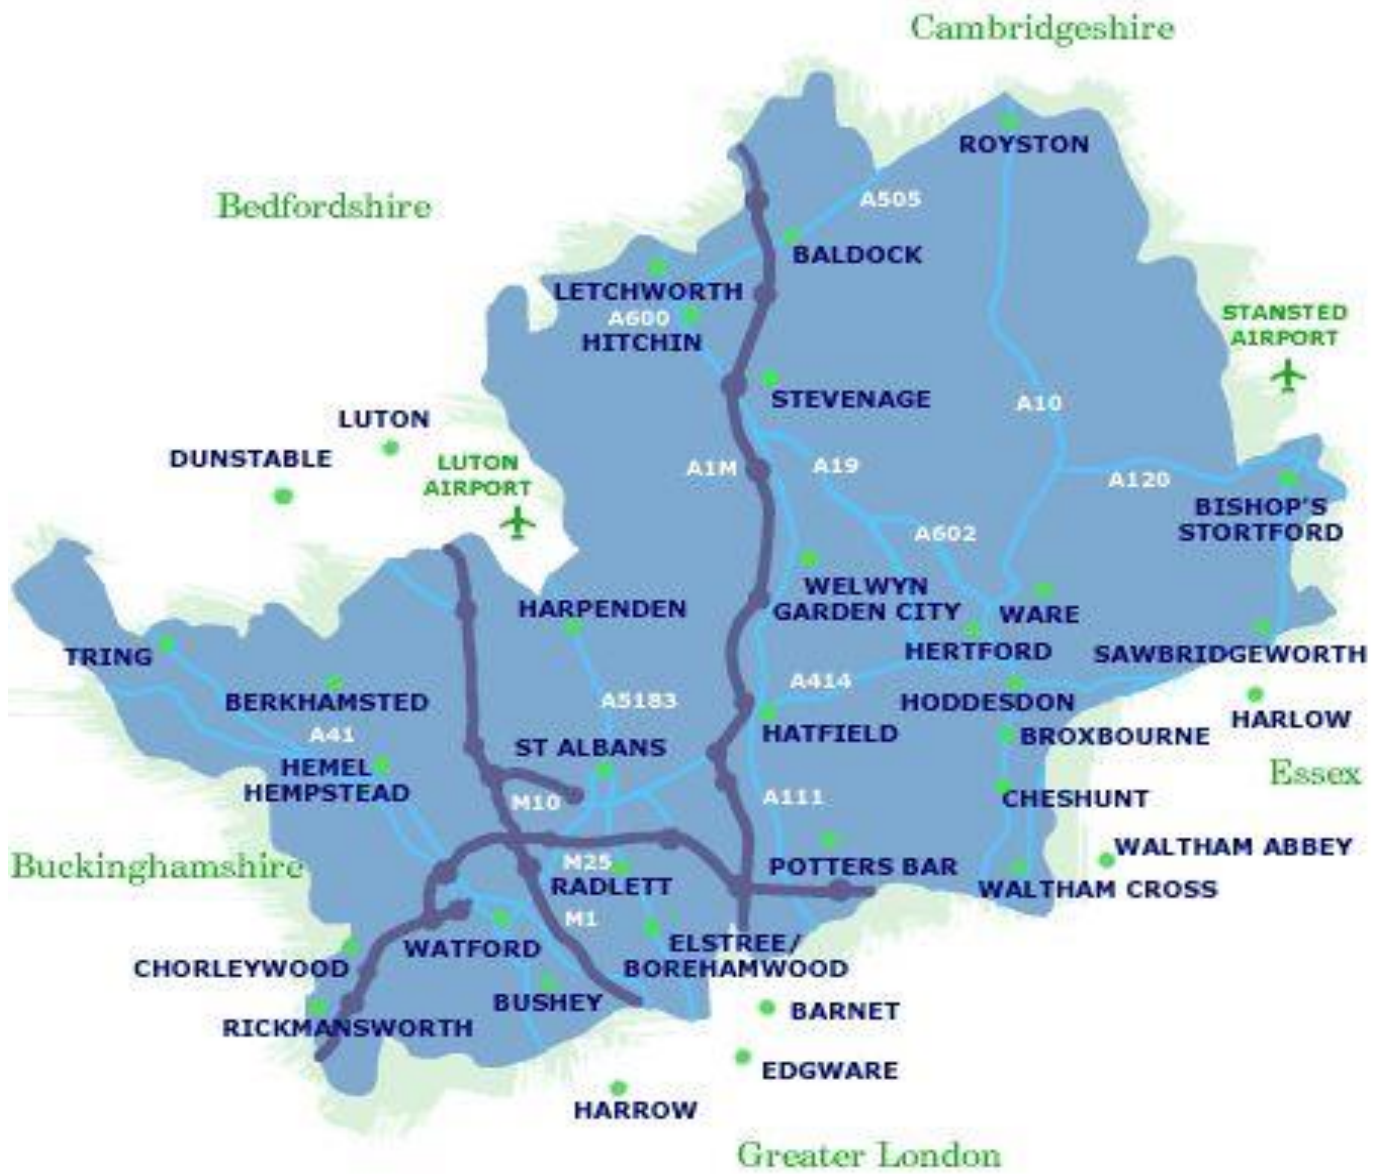 Cambridgeshire
ROYSTON
Bedfordshire
A505
BALDOCK
LETCHWORTH
A600
HITCHIN
STANSTED
AIRPORT
STEVENAGE
A10
LUTON
DUNSTABLE
LUTON
AIRPORT
A1M
A19
A120
BISHOP'S
STORTFORD
A602
WELWYN
GARDEN CITY
WARE
HARPENDEN
HERTFORD
SAWBRIDGEWORTH
TRING
A414
BERKHAMSTED
A5183
HODDESDON
HARLOW
A41
ST ALBANS
HATFIELD
BROXBOURNE
HEMEL
HEMPSTEAD
Essex
M10
A111
CHESHUNT
WALTHAM ABBEY
Buckinghamshire
M25
RADLETT
POTTERS BAR
WALTHAM CROSS
M1
WATFORD
ELSTREE/
BOREHAMWOOD
CHORLEYWOOD
BUSHEY
BARNET
RICKMANSWORTH
EDGWARE
HARROW
Greater London